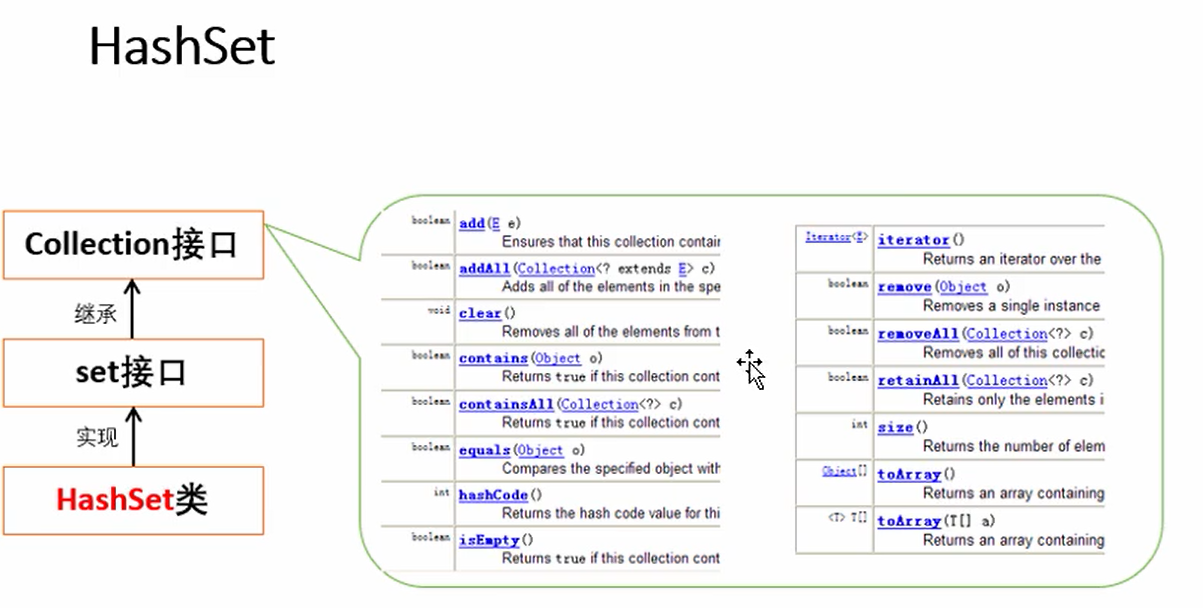 HashSet
Collection接口
继承
set接口
实现
HashSet类
boolean add(E e)
Ensures that this collection contair
boolean addAll(Collection<? extends E> c)
Adds all of the elements in the spe
void clear()
Removes all of the elements from t
boolean contains(Object o)
Returns true if this collection cont
boolean containsAll(Collection<?> c)
Returns true if this collection cont
boolean equals(Object o)
Compares the specified object with
int hashCode()
Returns the hash code value for thi
boolean isEmpty()
Returns true if this collection cont
Iterator<E> iterator()
Returns an iterator over the
boolean remove(Object o)
Removes a single instance
boolean removeAll(Collection<?> c)
Removes all of this collectic
boolean retainAll(Collection<?> c)
Retains only the elements i
int size()
Returns the number of elem
Object[] toArray()
Returns an array containing
<T> T[] toArray(T[] a)
Returns an array containing